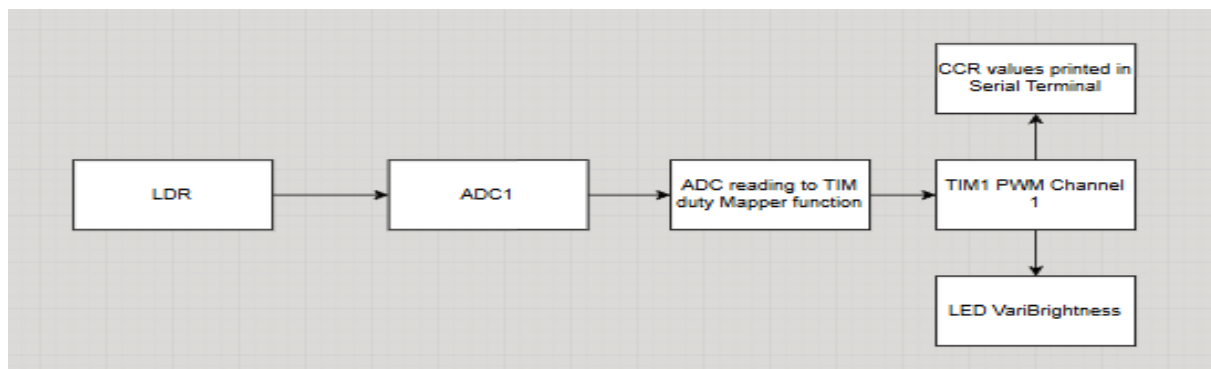 CCR values printed in
Serial Terminal
LDR
ADC1
ADC reading to TIM
duty Mapper function
TIM1 PWM Channel
1
LED VariBrightness